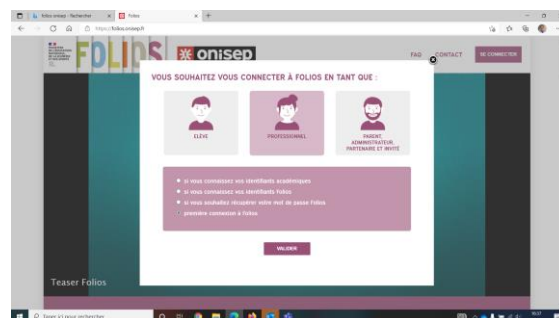 folios onisep - Rechercher
Folios
https://folios.onisep.fr
FOLIOS
onisep
FAQ
CONTACT
SE CONNECTER
VOUS SOUHAITEZ VOUS CONNECTER À FOLIOS EN TANT QUE :
ÉLÈVE
PROFESSIONNEL
PARENT,
ADMINISTRATEUR,
PARTENAIRE ET INVITÉ
si vous connaissez vos identifiants académiques
si vous connaissez vos identifiants Folios
si vous souhaitez récupérer votre mot de passe Folios
première connexion à Folios
VALIDER
Teaser Folios
Taper ici pour rechercher